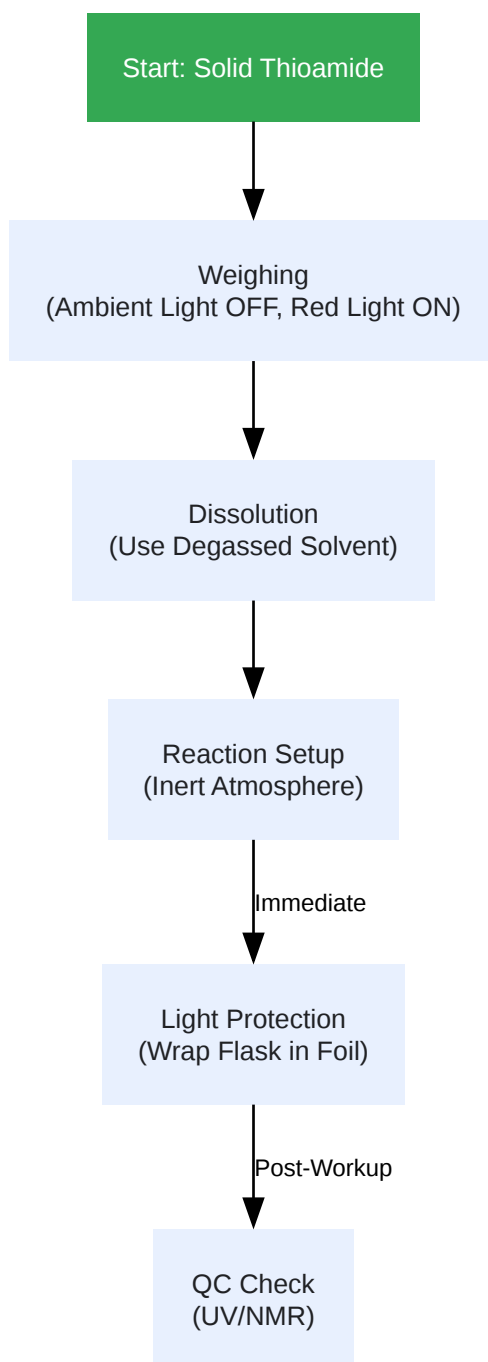 Start: Solid Thioamide
Weighing
(Ambient Light OFF, Red Light ON)
Dissolution
(Use Degassed Solvent)
Reaction Setup
(Inert Atmosphere)
Immediate
Light Protection
(Wrap Flask in Foil)
Post-Workup
QC Check
(UV/NMR)